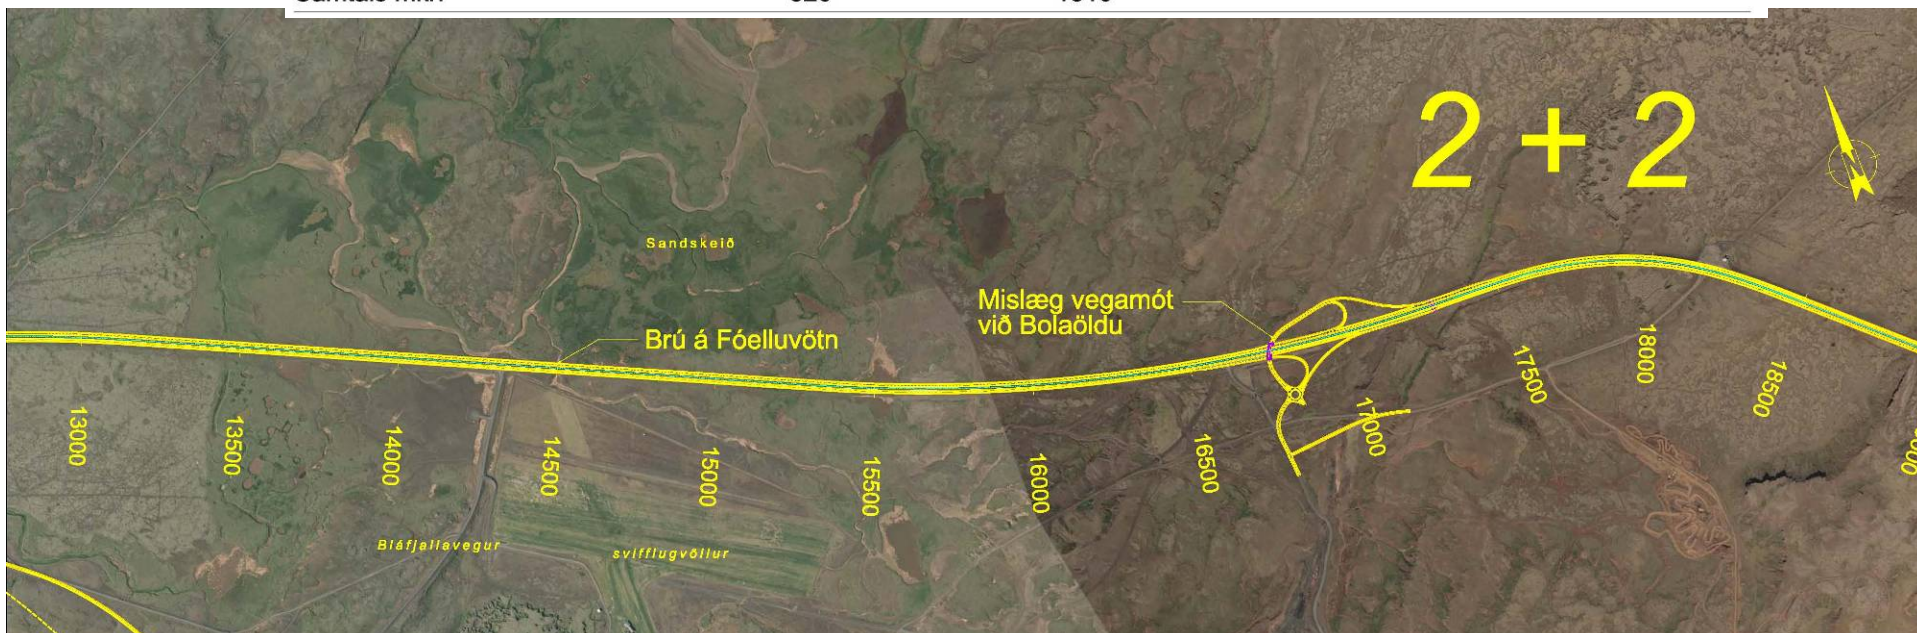 2 + 2
Sandskeið
Mislæg vegamót
við Bolaöldu
Brú á Fóelluvötn
13000
13500
14000
14500
15000
15500
16000
16500
17000
17500
18000
18500
Bláfjallavegur
svifflugvöllur